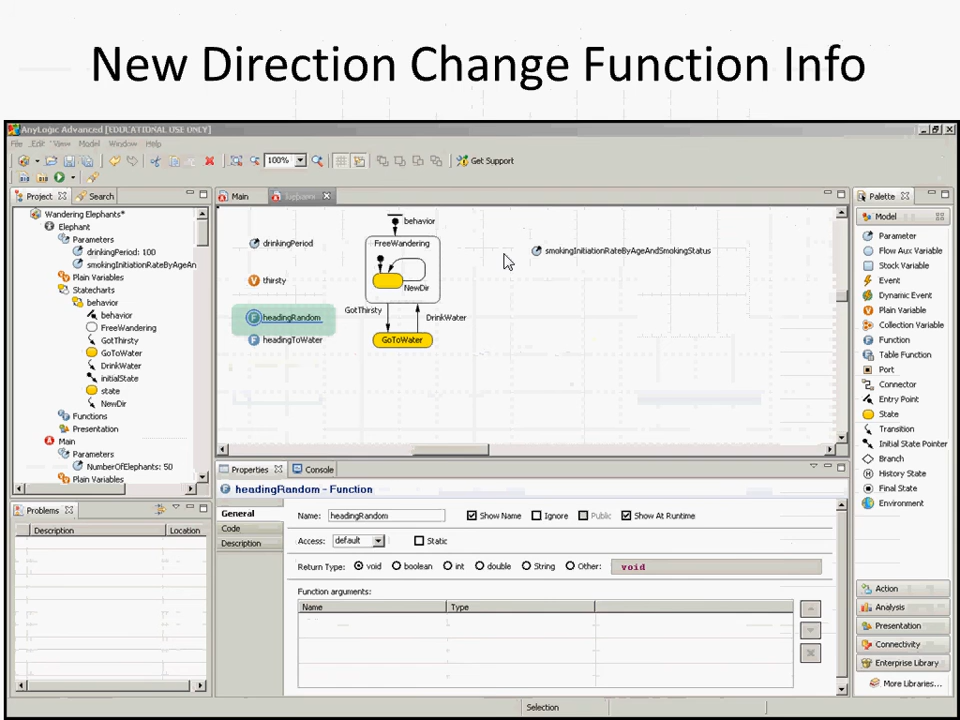 New Direction Change Function Info
AnyLogic Advanced [EDUCATIONAL USE ONLY]
File Edit View Model Window Help
100% Get Support
Project Search
Wandering Elephants*
Elephant
Parameters
drinkingPeriod: 100
smokingInitiationRateByAgeAn
Plain Variables
Statecharts
behavior
behavior
FreeWandering
GotThirsty
GoToWater
DrinkWater
initialState
state
NewDir
Functions
Presentation
Main
Parameters
NumberOfElephants: 50
Plain Variables
Problems
Description Location
Main
behavior
drinkingPeriod
FreeWandering
smokingInitiationRateByAgeAndSmokingStatus
thirsty
NewDir
GotThirsty
headingRandom
DrinkWater
headingToWater
GoToWater
Properties Console
headingRandom - Function
General
Code
Description
Name: headingRandom Show Name Ignore Public Show At Runtime
Access: default Static
Return Type: void boolean int double String Other: void
Function arguments:
Name Type
Palette
Model
Parameter
Flow Aux Variable
Stock Variable
Event
Dynamic Event
Plain Variable
Collection Variable
Function
Table Function
Port
Connector
Entry Point
State
Transition
Initial State Pointer
Branch
History State
Final State
Environment
Action
Analysis
Presentation
Connectivity
Enterprise Library
More Libraries...
Selection